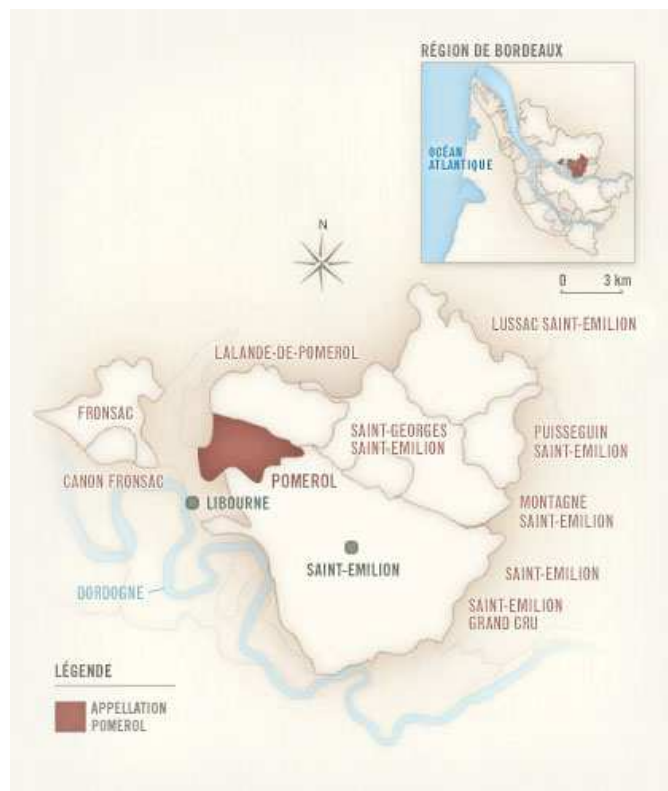 RÉGION DE BORDEAUX
OCÉAN
ATLANTIQUE
N
0 3 km
LUSSAC SAINT-EMILION
LALANDE-DE-POMEROL
FRONSAC
SAINT-GEORGES
SAINT-EMILION
PUISSEGUIN
SAINT-EMILION
CANON FRONSAC
POMEROL
LIBOURNE
MONTAGNE
SAINT-EMILION
SAINT-EMILION
SAINT-EMILION
DORDOGNE
SAINT-EMILION
GRAND CRU
LÉGENDE
APPELLATION
POMEROL